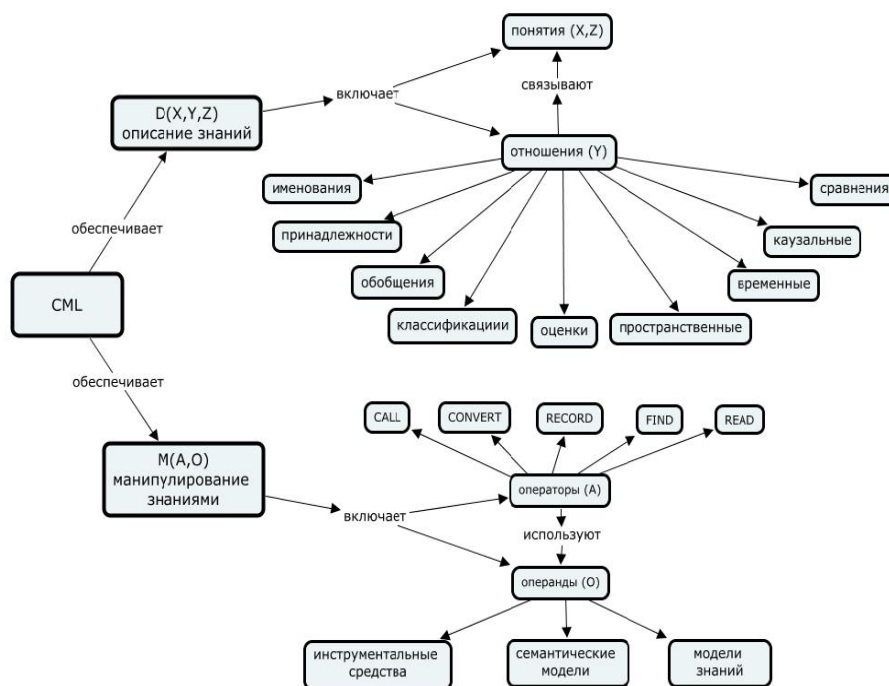 понятия (X,Z)
связывают
включает
D(X,Y,Z)
описание знаний
отношения (Y)
именования
сравнения
принадлежности
каузальные
обеспечивает
обобщения
временные
CML
классификациии
оценки
пространственные
обеспечивает
CALL
CONVERT
RECORD
FIND
READ
M(A,O)
манипулирование
знаниями
операторы (A)
включает
используют
операнды (O)
инструментальные
средства
семантические
модели
модели
знаний